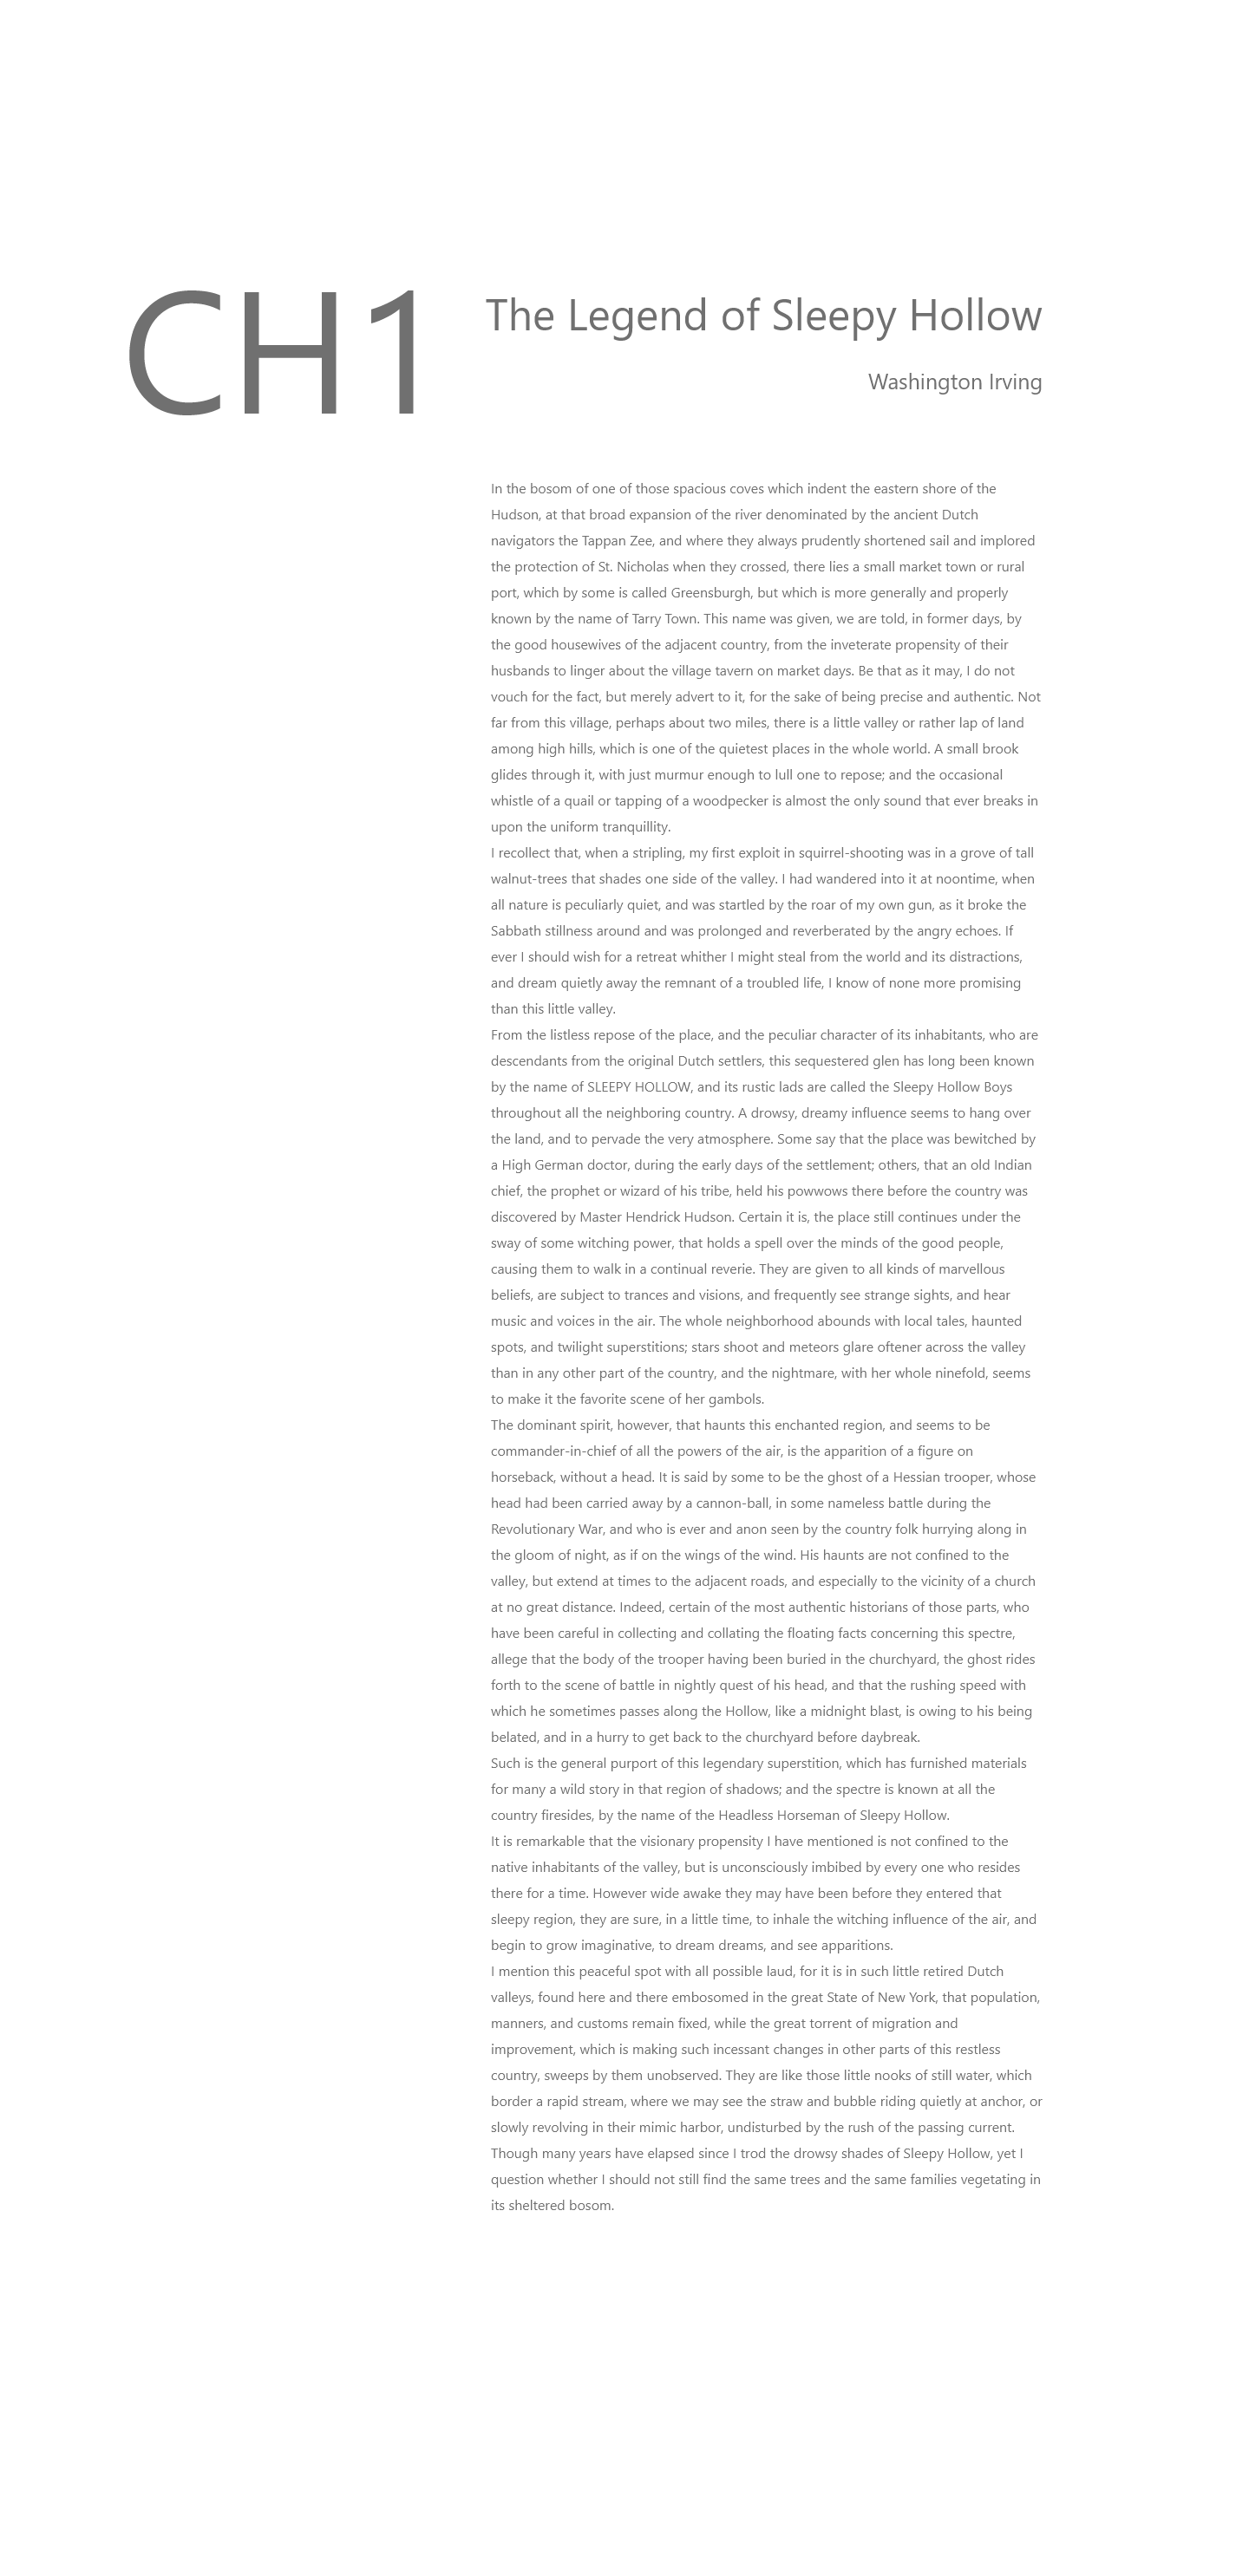 CH1
The Legend of Sleepy Hollow
Washington Irving
In the bosom of one of those spacious coves which indent the eastern shore of the
Hudson, at that broad expansion of the river denominated by the ancient Dutch
navigators the Tappan Zee, and where they always prudently shortened sail and implored
the protection of St. Nicholas when they crossed, there lies a small market town or rural
port, which by some is called Greensburgh, but which is more generally and properly
known by the name of Tarry Town. This name was given, we are told, in former days, by
the good housewives of the adjacent country, from the inveterate propensity of their
husbands to linger about the village tavern on market days. Be that as it may, I do not
vouch for the fact, but merely advert to it, for the sake of being precise and authentic. Not
far from this village, perhaps about two miles, there is a little valley or rather lap of land
among high hills, which is one of the quietest places in the whole world. A small brook
glides through it, with just murmur enough to lull one to repose; and the occasional
whistle of a quail or tapping of a woodpecker is almost the only sound that ever breaks in
upon the uniform tranquillity.
I recollect that, when a stripling, my first exploit in squirrel-shooting was in a grove of tall
walnut-trees that shades one side of the valley. I had wandered into it at noontime, when
all nature is peculiarly quiet, and was startled by the roar of my own gun, as it broke the
Sabbath stillness around and was prolonged and reverberated by the angry echoes. If
ever I should wish for a retreat whither I might steal from the world and its distractions,
and dream quietly away the remnant of a troubled life, I know of none more promising
than this little valley.
From the listless repose of the place, and the peculiar character of its inhabitants, who are
descendants from the original Dutch settlers, this sequestered glen has long been known
by the name of SLEEPY HOLLOW, and its rustic lads are called the Sleepy Hollow Boys
throughout all the neighboring country. A drowsy, dreamy influence seems to hang over
the land, and to pervade the very atmosphere. Some say that the place was bewitched by
a High German doctor, during the early days of the settlement; others, that an old Indian
chief, the prophet or wizard of his tribe, held his powwows there before the country was
discovered by Master Hendrick Hudson. Certain it is, the place still continues under the
sway of some witching power, that holds a spell over the minds of the good people,
causing them to walk in a continual reverie. They are given to all kinds of marvellous
beliefs, are subject to trances and visions, and frequently see strange sights, and hear
music and voices in the air. The whole neighborhood abounds with local tales, haunted
spots, and twilight superstitions; stars shoot and meteors glare oftener across the valley
than in any other part of the country, and the nightmare, with her whole ninefold, seems
to make it the favorite scene of her gambols.
The dominant spirit, however, that haunts this enchanted region, and seems to be
commander-in-chief of all the powers of the air, is the apparition of a figure on
horseback, without a head. It is said by some to be the ghost of a Hessian trooper, whose
head had been carried away by a cannon-ball, in some nameless battle during the
Revolutionary War, and who is ever and anon seen by the country folk hurrying along in
the gloom of night, as if on the wings of the wind. His haunts are not confined to the
valley, but extend at times to the adjacent roads, and especially to the vicinity of a church
at no great distance. Indeed, certain of the most authentic historians of those parts, who
have been careful in collecting and collating the floating facts concerning this spectre,
allege that the body of the trooper having been buried in the churchyard, the ghost rides
forth to the scene of battle in nightly quest of his head, and that the rushing speed with
which he sometimes passes along the Hollow, like a midnight blast, is owing to his being
belated, and in a hurry to get back to the churchyard before daybreak.
Such is the general purport of this legendary superstition, which has furnished materials
for many a wild story in that region of shadows; and the spectre is known at all the
country firesides, by the name of the Headless Horseman of Sleepy Hollow.
It is remarkable that the visionary propensity I have mentioned is not confined to the
native inhabitants of the valley, but is unconsciously imbibed by every one who resides
there for a time. However wide awake they may have been before they entered that
sleepy region, they are sure, in a little time, to inhale the witching influence of the air, and
begin to grow imaginative, to dream dreams, and see apparitions.
I mention this peaceful spot with all possible laud, for it is in such little retired Dutch
valleys, found here and there embosomed in the great State of New York, that population,
manners, and customs remain fixed, while the great torrent of migration and
improvement, which is making such incessant changes in other parts of this restless
country, sweeps by them unobserved. They are like those little nooks of still water, which
border a rapid stream, where we may see the straw and bubble riding quietly at anchor, or
slowly revolving in their mimic harbor, undisturbed by the rush of the passing current.
Though many years have elapsed since I trod the drowsy shades of Sleepy Hollow, yet I
question whether I should not still find the same trees and the same families vegetating in
its sheltered bosom.